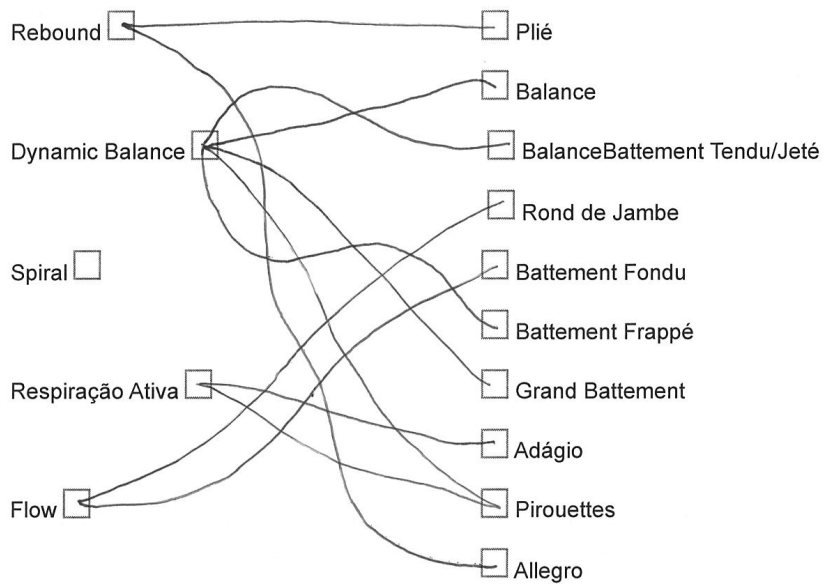 Rebound
Plié
Balance
Dynamic Balance
BalanceBattement Tendu/Jeté
Rond de Jambe
Spiral
Battement Fondu
Battement Frappé
Respiração Ativa
Grand Battement
Adágio
Flow
Pirouettes
Allegro